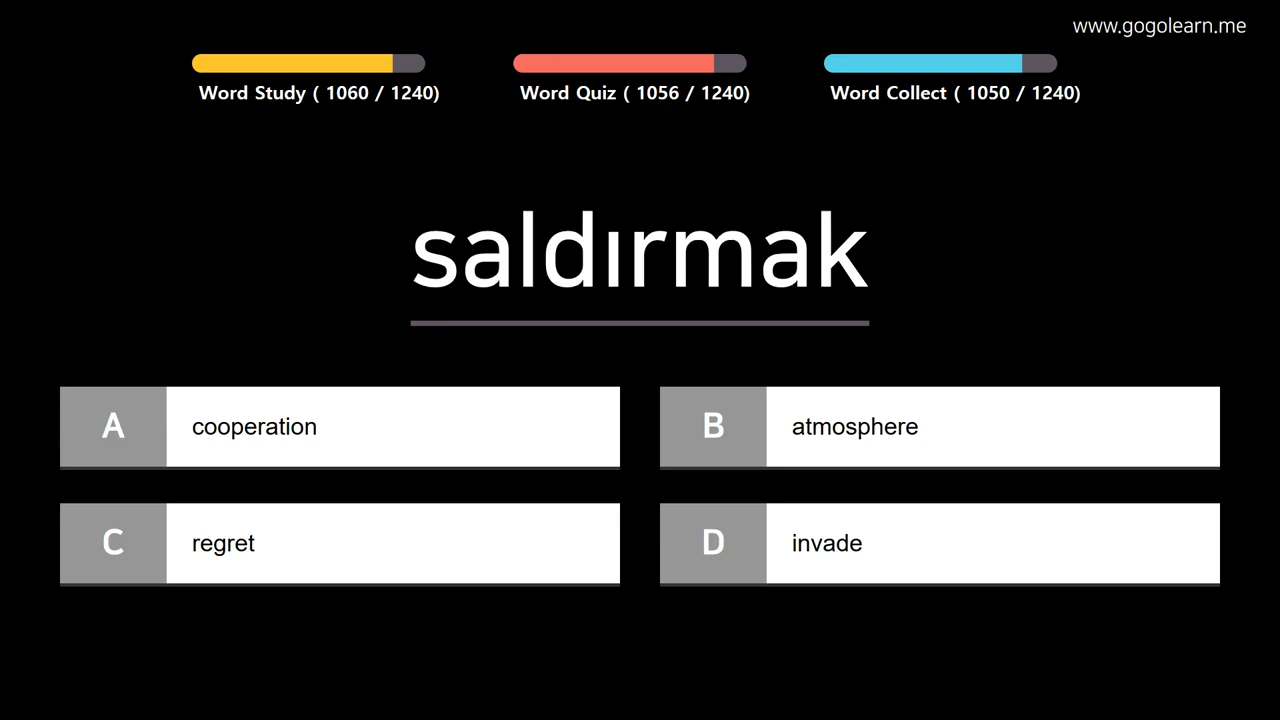 www.gogolearn.me
Word Study ( 1060 / 1240)
Word Quiz ( 1056 / 1240)
Word Collect ( 1050 / 1240)
saldırmak
A cooperation
B atmosphere
C regret
D invade